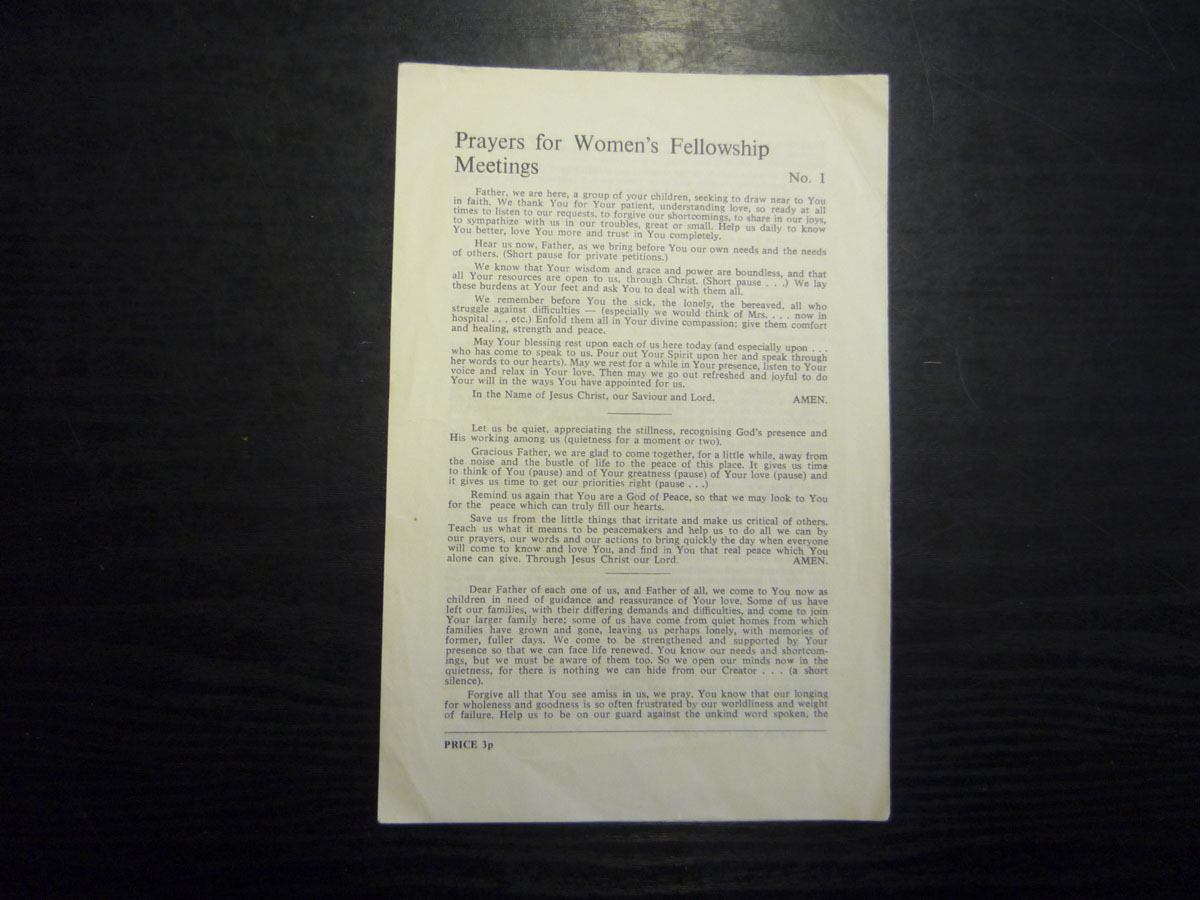 Prayers for Women's Fellowship
Meetings
No. 1
Father, we are here, a group of your children, seeking to draw near to You
in faith. We thank You for Your patient, understanding love, so ready at all
times to listen to our requests, to forgive our shortcomings, to share in our joys,
to sympathize with us in our troubles, great or small. Help us daily to know
You better, love You more and trust in You completely.
Hear us now, Father, as we bring before You our own needs and the needs
of others. (Short pause for private petitions.)
We know that Your wisdom and grace and power are boundless, and that
all Your resources are open to us, through Christ. (Short pause . . .) We lay
these burdens at Your feet and ask You to deal with them all.
We remember before You the sick, the lonely, the bereaved, all who
struggle against difficulties — (especially we would think of Mrs. . . . now in
hospital . . . etc.) Enfold them all in Your divine compassion; give them comfort
and healing, strength and peace.
May Your blessing rest upon each of us here today (and especially upon . . .
who has come to speak to us. Pour out Your Spirit upon her and speak through
her words to our hearts). May we rest for a while in Your presence, listen to Your
voice and relax in Your love. Then may we go out refreshed and joyful to do
Your will in the ways You have appointed for us.
In the Name of Jesus Christ, our Saviour and Lord. AMEN.
Let us be quiet, appreciating the stillness, recognising God's presence and
His working among us (quietness for a moment or two).
Gracious Father, we are glad to come together, for a little while, away from
the noise and the bustle of life to the peace of this place. It gives us time
to think of You (pause) and of Your greatness (pause) of Your love (pause) and
it gives us time to get our priorities right (pause . . .)
Remind us again that You are a God of Peace, so that we may look to You
for the peace which can truly fill our hearts.
Save us from the little things that irritate and make us critical of others.
Teach us what it means to be peacemakers and help us to do all we can by
our prayers, our words and our actions to bring quickly the day when everyone
will come to know and love You, and find in You that real peace which You
alone can give. Through Jesus Christ our Lord. AMEN.
Dear Father of each one of us, and Father of all, we come to You now as
children in need of guidance and reassurance of Your love. Some of us have
left our families, with their differing demands and difficulties, and come to join
Your larger family here; some of us have come from quiet homes from which
families have grown and gone, leaving us perhaps lonely, with memories of
former, fuller days. We come to be strengthened and supported by Your
presence so that we can face life renewed. You know our needs and shortcom-
ings, but we must be aware of them too. So we open our minds now in the
quietness, for there is nothing we can hide from our Creator . . . (a short
silence).
Forgive all that You see amiss in us, we pray. You know that our longing
for wholeness and goodness is so often frustrated by our worldliness and weight
of failure. Help us to be on our guard against the unkind word spoken, the
PRICE 3p